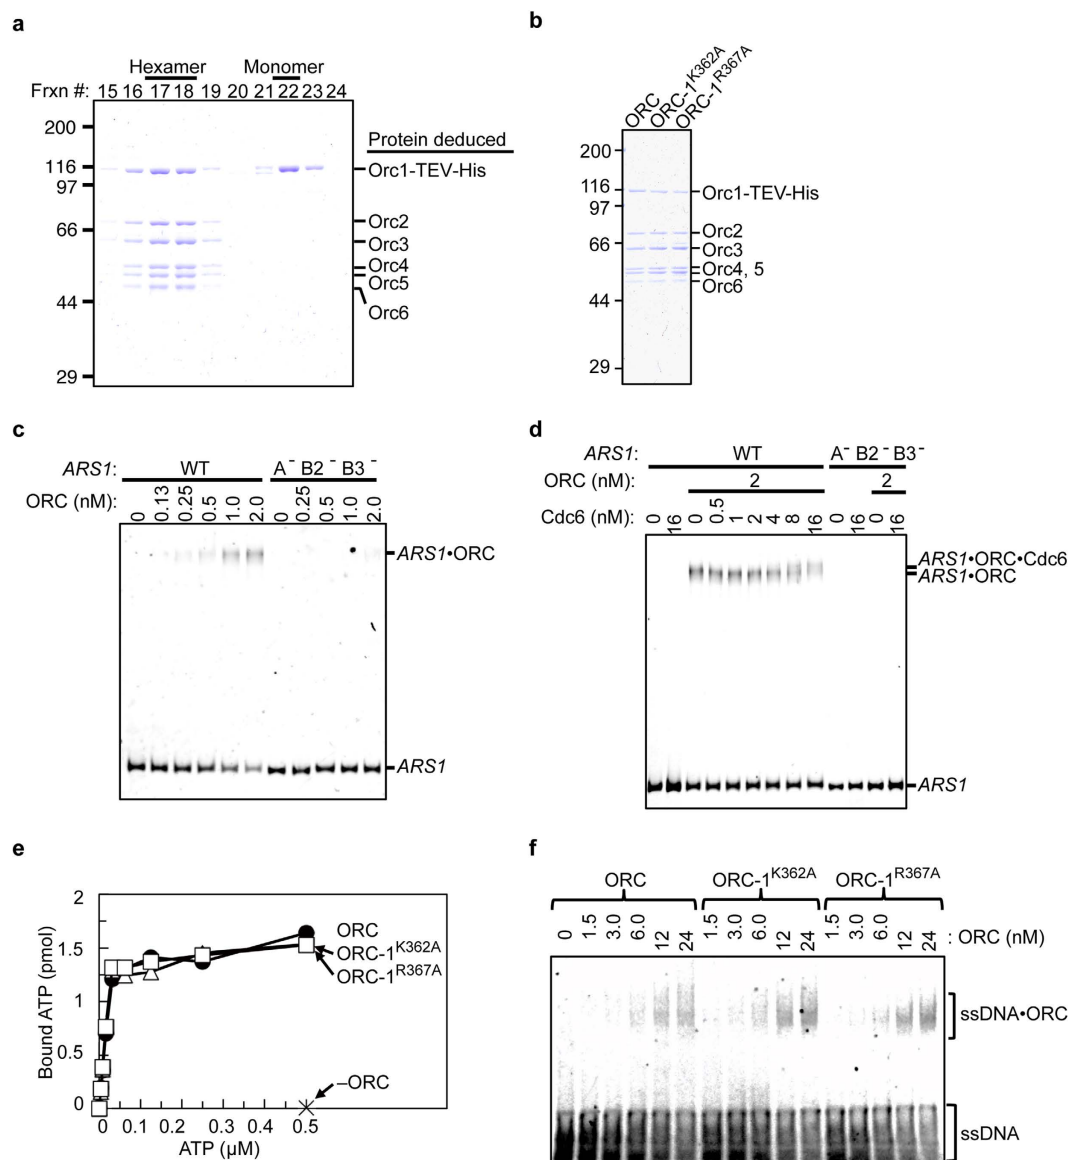 a
Hexamer Monomer
Frxn #: 15 16 17 18 19 20 21 22 23 24
200
116
97
66
44
29
Protein deduced
Orc1-TEV-His
Orc2
Orc3
Orc4
Orc5
Orc6
b
ORC
ORC-1K362A
ORC-1R367A
200
116
97
66
44
29
Orc1-TEV-His
Orc2
Orc3
Orc4, 5
Orc6
c
ARS1: WT A⁻ B2⁻ B3⁻
ORC (nM): 0 0.13 0.25 0.5 1.0 2.0 0 0.25 0.5 1.0 2.0
ARS1•ORC
ARS1
d
ARS1: WT A⁻ B2⁻ B3⁻
ORC (nM): 2 2
Cdc6 (nM): 0 16 0 0.5 1 2 4 8 16 0 16 0 16
ARS1•ORC•Cdc6
ARS1•ORC
ARS1
e
2
1.5
1
0.5
0
Bound ATP (pmol)
ORC
ORC-1K362A
ORC-1R367A
–ORC
0 0.1 0.2 0.3 0.4 0.5
ATP (µM)
f
ORC ORC-1K362A ORC-1R367A
0 1.5 3.0 6.0 12 24 1.5 3.0 6.0 12 24 1.5 3.0 6.0 12 24 : ORC (nM)
ssDNA•ORC
ssDNA